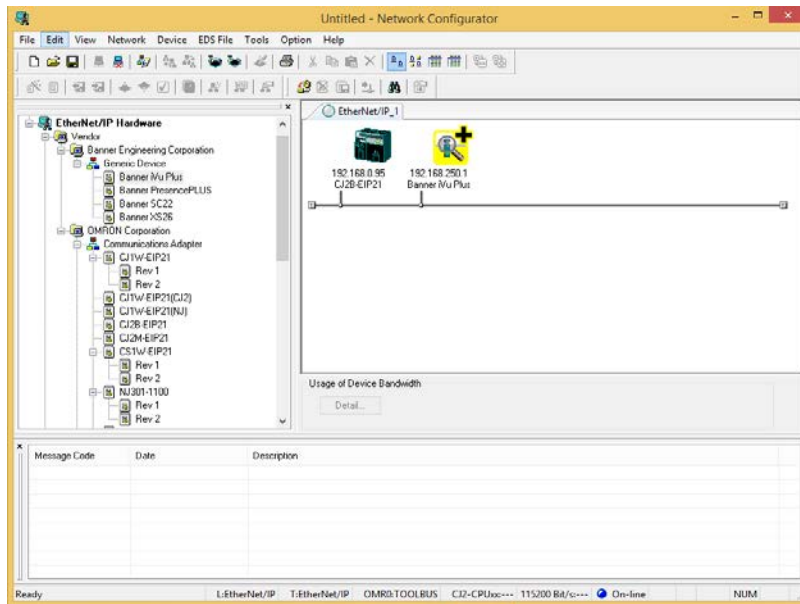 Untitled - Network Configurator
File Edit View Network Device EDS File Tools Option Help
EtherNet/IP Hardware
Vendor
Banner Engineering Corporation
Generic Device
Banner iVu Plus
Banner PresencePLUS
Banner SC22
Banner XS26
OMRON Corporation
Communications Adapter
CJ1W-EIP21
Rev 1
Rev 2
CJ1W-EIP21(CJ2)
CJ1W-EIP21(NJ)
CJ2B-EIP21
CJ2M-EIP21
CS1W-EIP21
Rev 1
Rev 2
NJ301-1100
Rev 1
Rev 2
EtherNet/IP_1
192.168.0.95
CJ2B-EIP21
192.168.250.1
Banner iVu Plus
Usage of Device Bandwidth
Detail...
Message Code Date Description
Ready L:EtherNet/IP T:EtherNet/IP OMR0:TOOLBUS CJ2-CPUxx:--- 115200 Bit/s:--- On-line NUM